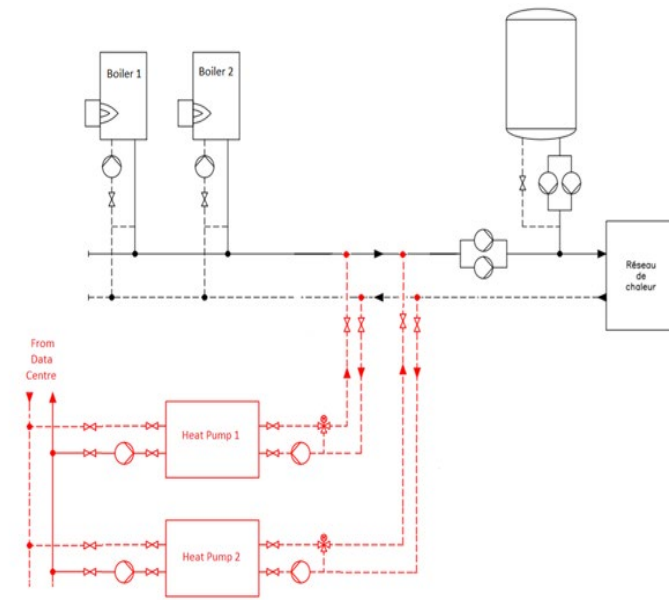 Boiler 1
Boiler 2
Réseau
de
chaleur
From
Data
Centre
Heat Pump 1
Heat Pump 2